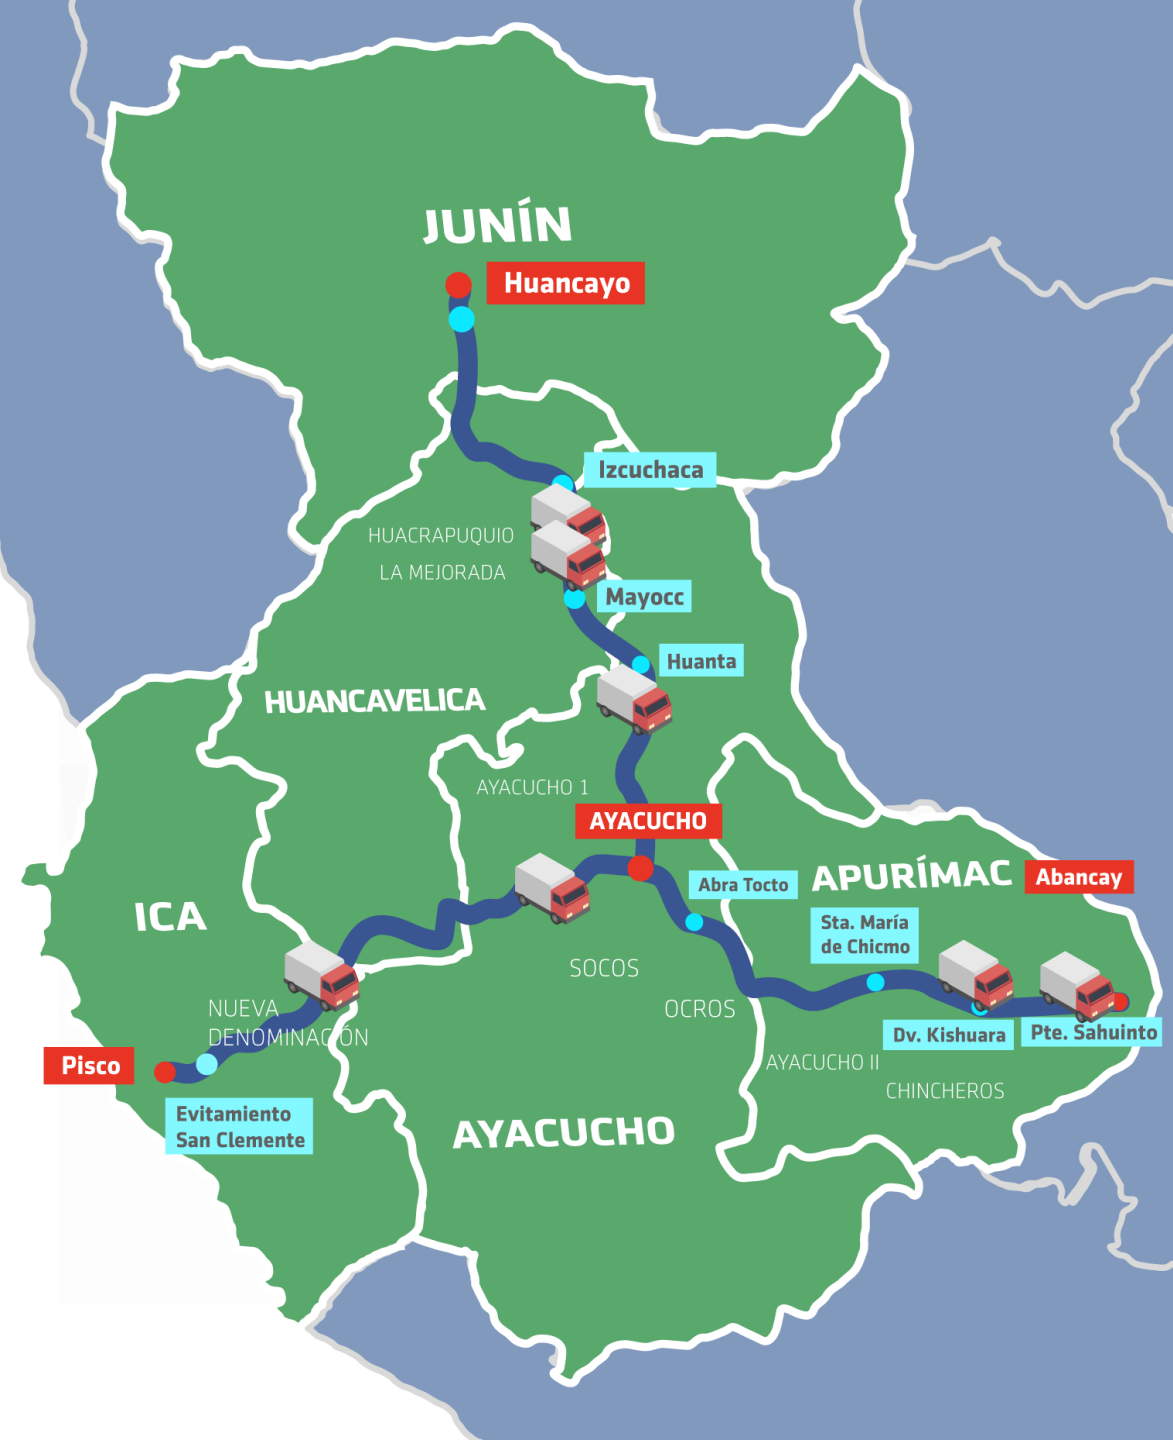 JUNÍN
Huancayo
Izcuchaca
HUACRAPUQUIO
LA MEJORADA
Mayocc
Huanta
HUANCAVELICA
AYACUCHO 1
AYACUCHO
APURÍMAC
Abancay
Abra Tocto
ICA
Sta. María
de Chicmo
SOCOS
NUEVA
DENOMINACIÓN
OCROS
Dv. Kishuara
Pte. Sahuinto
Pisco
AYACUCHO II
CHINCHEROS
Evitamiento
San Clemente
AYACUCHO